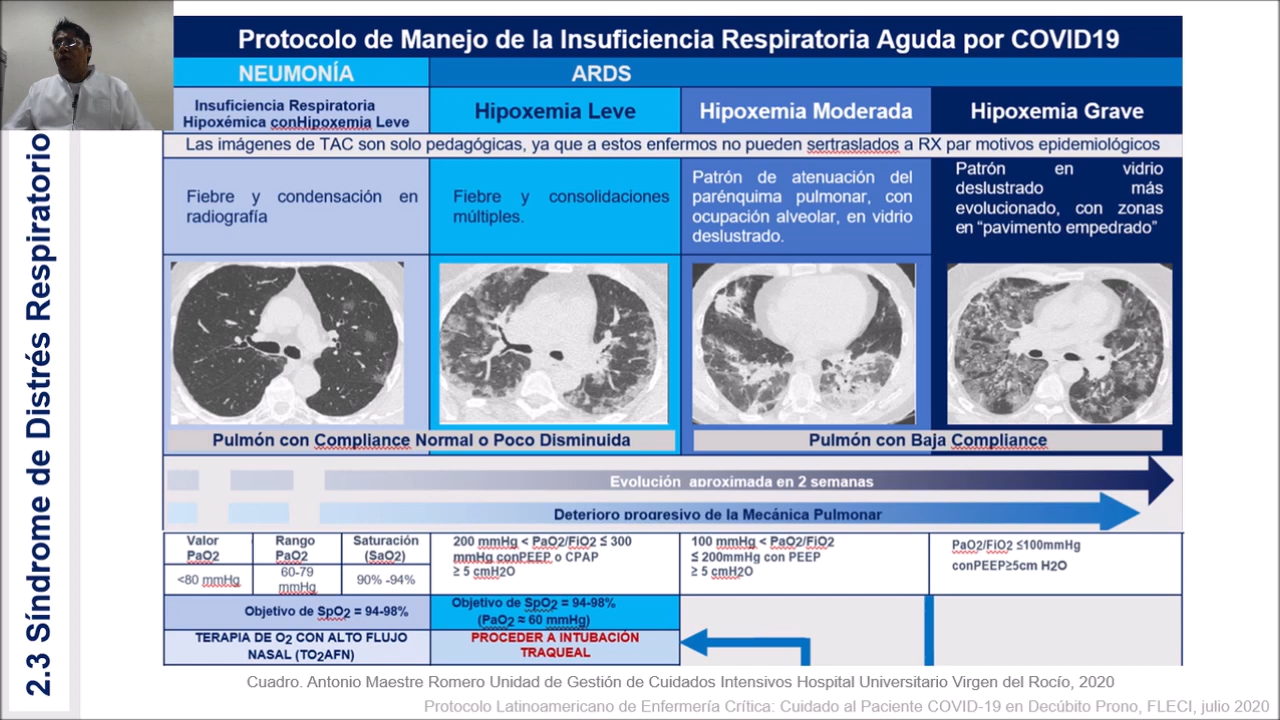 Protocolo de Manejo de la Insuficiencia Respiratoria Aguda por COVID19
NEUMONÍA
ARDS
Insuficiencia Respiratoria
Hipoxémica conHipoxemia Leve
Hipoxemia Leve
Hipoxemia Moderada
Hipoxemia Grave
Las imágenes de TAC son solo pedagógicas, ya que a estos enfermos no pueden sertraslados a RX par motivos epidemiológicos
Fiebre y condensación en
radiografía
Fiebre y consolidaciones
múltiples.
Patrón de atenuación del
parénquima pulmonar, con
ocupación alveolar, en vidrio
deslustrado.
Patrón en vidrio
deslustrado más
evolucionado, con zonas
en “pavimento empedrado”
Pulmón con Compliance Normal o Poco Disminuida
Pulmón con Baja Compliance
Evolución aproximada en 2 semanas
Deterioro progresivo de la Mecánica Pulmonar
Valor
PaO2
Rango
PaO2
Saturación
(SaO2)
<80 mmHg
60-79
mmHg
90% -94%
200 mmHg < PaO2/FiO2 ≤ 300
mmHg conPEEP o CPAP
≥ 5 cmH2O
100 mmHg < PaO2/FiO2
≤ 200mmHg con PEEP
≥ 5 cmH2O
PaO2/FiO2 ≤100mmHg
conPEEP≥5cm H2O
Objetivo de SpO2 = 94-98%
Objetivo de SpO2 = 94-98%
(PaO2 ≈ 60 mmHg)
TERAPIA DE O2 CON ALTO FLUJO
NASAL (TO2AFN)
PROCEDER A INTUBACIÓN
TRAQUEAL
2.3 Síndrome de Distrés Respiratorio
Cuadro. Antonio Maestre Romero Unidad de Gestión de Cuidados Intensivos Hospital Universitario Virgen del Rocío, 2020
Protocolo Latinoamericano de Enfermería Crítica: Cuidado al Paciente COVID-19 en Decúbito Prono, FLECI, julio 2020